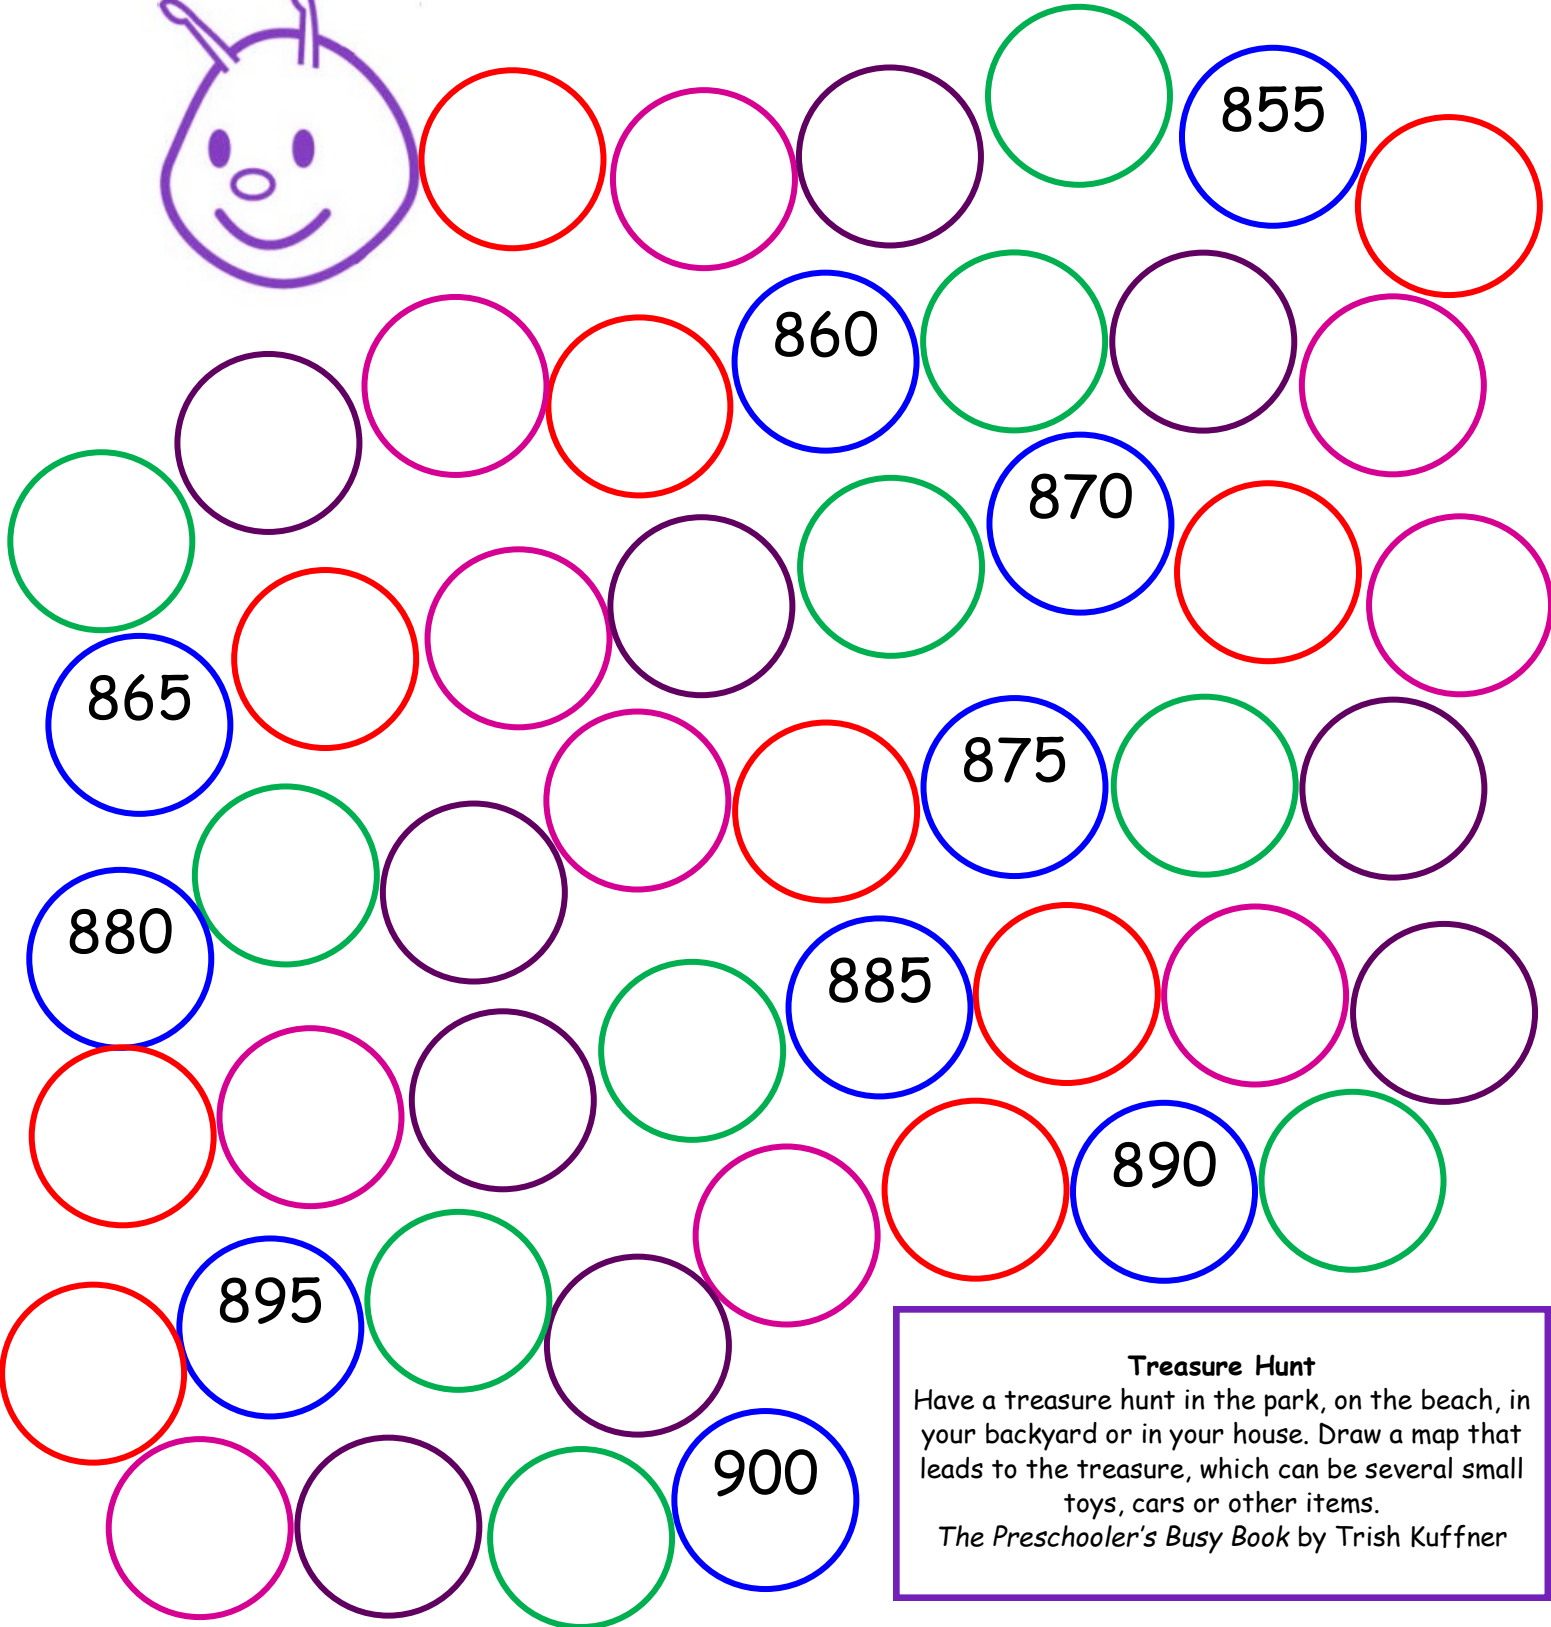 855
860
870
865
875
880
885
890
895
900
Treasure Hunt
Have a treasure hunt in the park, on the beach, in
your backyard or in your house. Draw a map that
leads to the treasure, which can be several small
toys, cars or other items.
The Preschooler’s Busy Book by Trish Kuffner